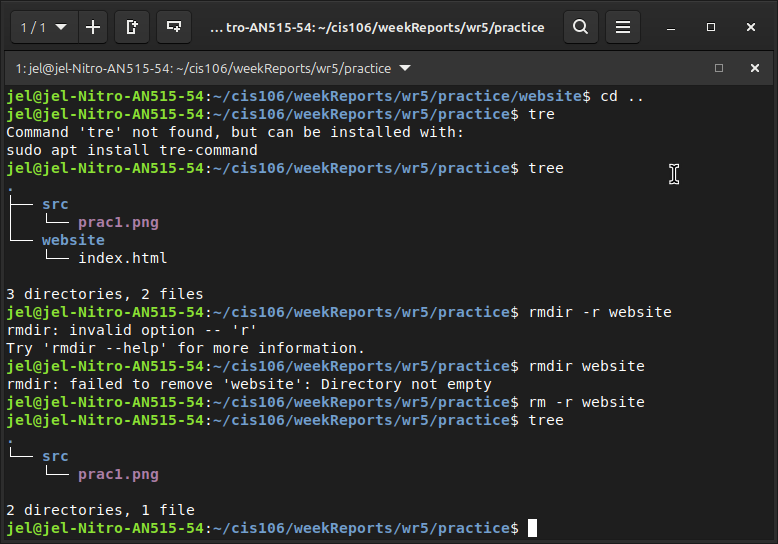 1 / 1
…tro-AN515-54: ~/cis106/weekReports/wr5/practice
1: jel@jel-Nitro-AN515-54: ~/cis106/weekReports/wr5/practice
jel@jel-Nitro-AN515-54:~/cis106/weekReports/wr5/practice/website$ cd ..
jel@jel-Nitro-AN515-54:~/cis106/weekReports/wr5/practice$ tre
Command 'tre' not found, but can be installed with:
sudo apt install tre-command
jel@jel-Nitro-AN515-54:~/cis106/weekReports/wr5/practice$ tree
.
├── src
│   └── prac1.png
└── website
    └── index.html
3 directories, 2 files
jel@jel-Nitro-AN515-54:~/cis106/weekReports/wr5/practice$ rmdir -r website
rmdir: invalid option -- 'r'
Try 'rmdir --help' for more information.
jel@jel-Nitro-AN515-54:~/cis106/weekReports/wr5/practice$ rmdir website
rmdir: failed to remove 'website': Directory not empty
jel@jel-Nitro-AN515-54:~/cis106/weekReports/wr5/practice$ rm -r website
jel@jel-Nitro-AN515-54:~/cis106/weekReports/wr5/practice$ tree
.
└── src
    └── prac1.png
2 directories, 1 file
jel@jel-Nitro-AN515-54:~/cis106/weekReports/wr5/practice$